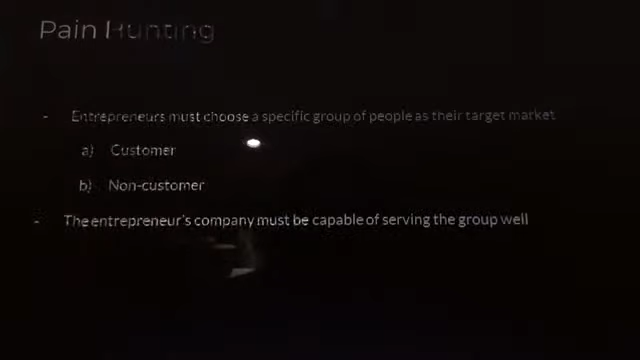 Pain Hunting
- Entrepreneurs must choose a specific group of people as their target market
a) Customer
b) Non-customer
- The entrepreneur's company must be capable of serving the group well